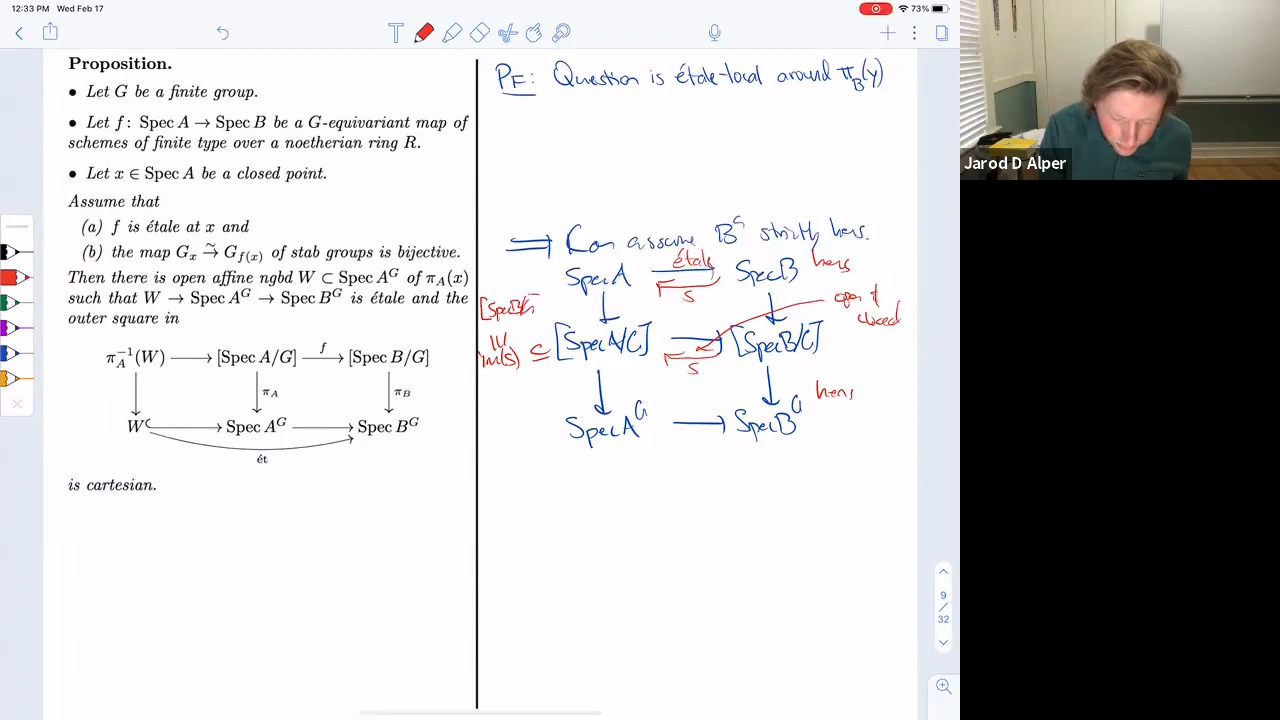 12:33 PM Wed Feb 17
73%
Proposition.
• Let G be a finite group.
• Let f: Spec A → Spec B be a G-equivariant map of
schemes of finite type over a noetherian ring R.
• Let x ∈ Spec A be a closed point.
Assume that
(a) f is étale at x and
(b) the map G_x ⥲ G_{f(x)} of stab groups is bijective.
Then there is open affine ngbd W ⊂ Spec A^G of π_A(x)
such that W → Spec A^G → Spec B^G is étale and the
outer square in
π_A^{-1}(W) → [Spec A/G] → [Spec B/G]
f
π_A
π_B
W → Spec A^G → Spec B^G
ét
is cartesian.
PF: Question is étale-local around π_B(y)
⟹ Can assume B^G strictly hens.
Spec A → Spec B hens
étale
s
[Spec B/G]
open & closed
im(s) ⊆ [Spec A/G] → [Spec B/G]
s
hens
Spec A^G → Spec B^G
Jarod D Alper
9
/
32